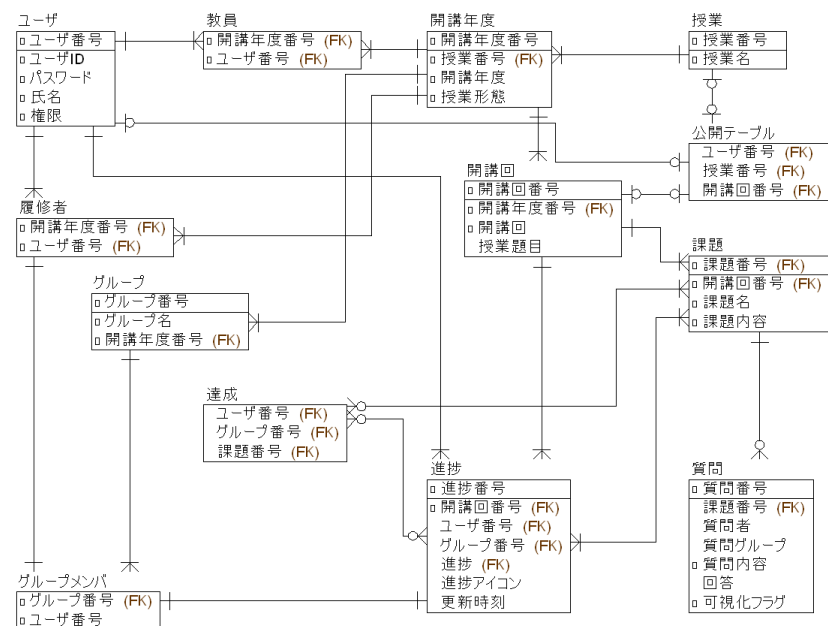 ユーザ
ユーザ番号
ユーザID
パスワード
氏名
権限
教員
開講年度番号 (FK)
ユーザ番号 (FK)
開講年度
開講年度番号
授業番号 (FK)
開講年度
授業形態
授業
授業番号
授業名
公開テーブル
ユーザ番号 (FK)
授業番号 (FK)
開講回番号 (FK)
開講回
開講回番号
開講年度番号 (FK)
開講回
授業題目
履修者
開講年度番号 (FK)
ユーザ番号 (FK)
課題
課題番号 (FK)
開講回番号 (FK)
課題名
課題内容
グループ
グループ番号
グループ名
開講年度番号 (FK)
達成
ユーザ番号 (FK)
グループ番号 (FK)
課題番号 (FK)
進捗
進捗番号
開講回番号 (FK)
ユーザ番号 (FK)
グループ番号 (FK)
進捗 (FK)
進捗アイコン
更新時刻
質問
質問番号
課題番号 (FK)
質問者
質問グループ
質問内容
回答
可視化フラグ
グループメンバ
グループ番号 (FK)
ユーザ番号